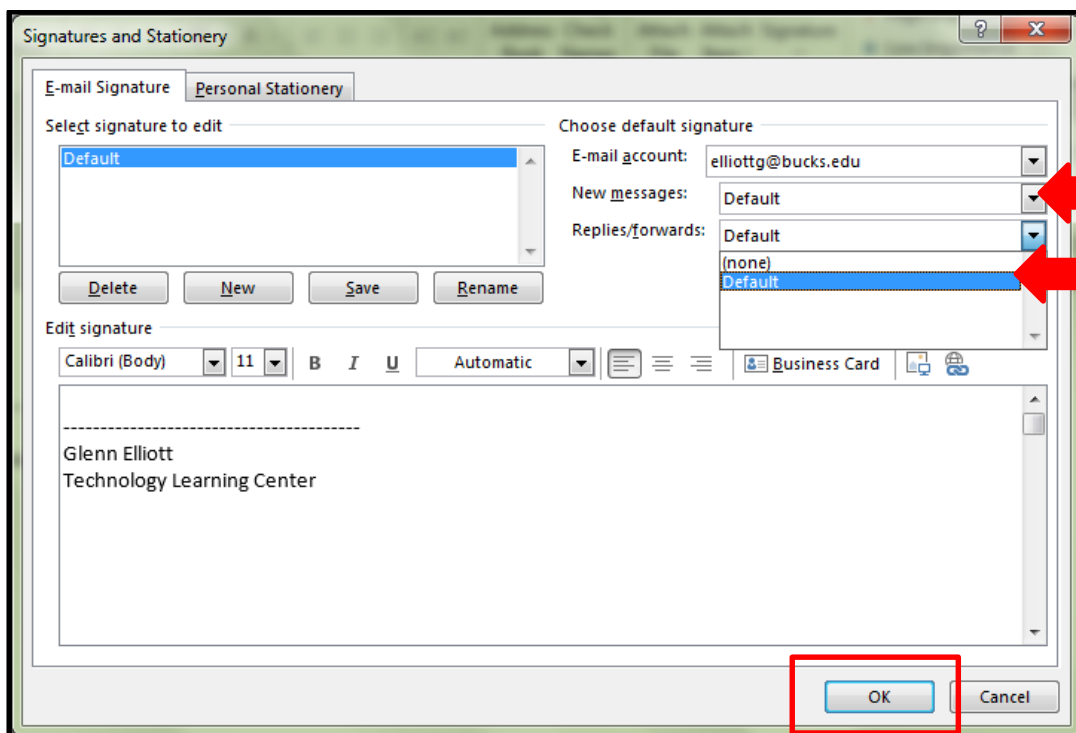 Signatures and Stationery
E-mail Signature
Personal Stationery
Select signature to edit
Default
Delete
New
Save
Rename
Choose default signature
E-mail account:
elliottg@bucks.edu
New messages:
Default
Replies/forwards:
Default
(none)
Default
Edit signature
Calibri (Body)
11
B
I
U
Automatic
Business Card
----------------------------------------
Glenn Elliott
Technology Learning Center
OK
Cancel